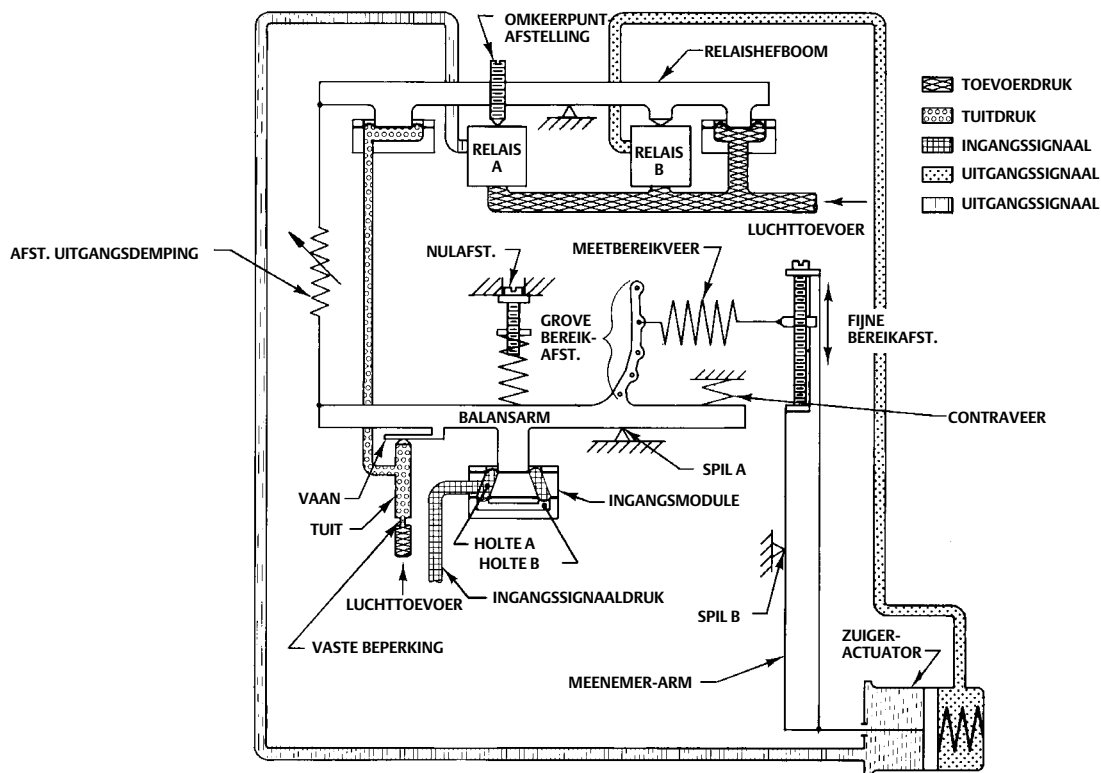 OMKEERPUNT
AFSTELLING
RELAISHEFBOOM
TOEVOERDRUK
TUITDRUK
INGANGSSIGNAAL
UITGANGSSIGNAAL
UITGANGSSIGNAAL
RELAIS
A
RELAIS
B
LUCHTTOEVOER
AFST. UITGANGSDEMPING
NULAFST.
MEETBEREIKVEER
GROVE
BEREIK-
AFST.
FIJNE
BEREIKAFST.
BALANSARM
CONTRAVEER
SPIL A
VAAN
TUIT
INGANGSMODULE
HOLTE A
HOLTE B
LUCHTTOEVOER
INGANGSSIGNAALDRUK
VASTE BEPERKING
SPIL B
ZUIGER-
ACTUATOR
MEENEMER-ARM